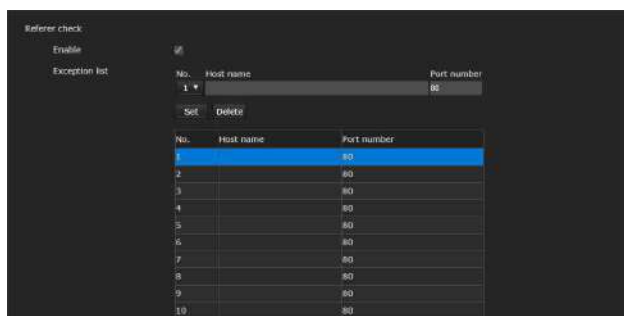 Referer check
Enable
Exception list
No. Host name Port number
1 80
Set Delete
No. Host name Port number
1 80
2 80
3 80
4 80
5 80
6 80
7 80
8 80
9 80
10 80